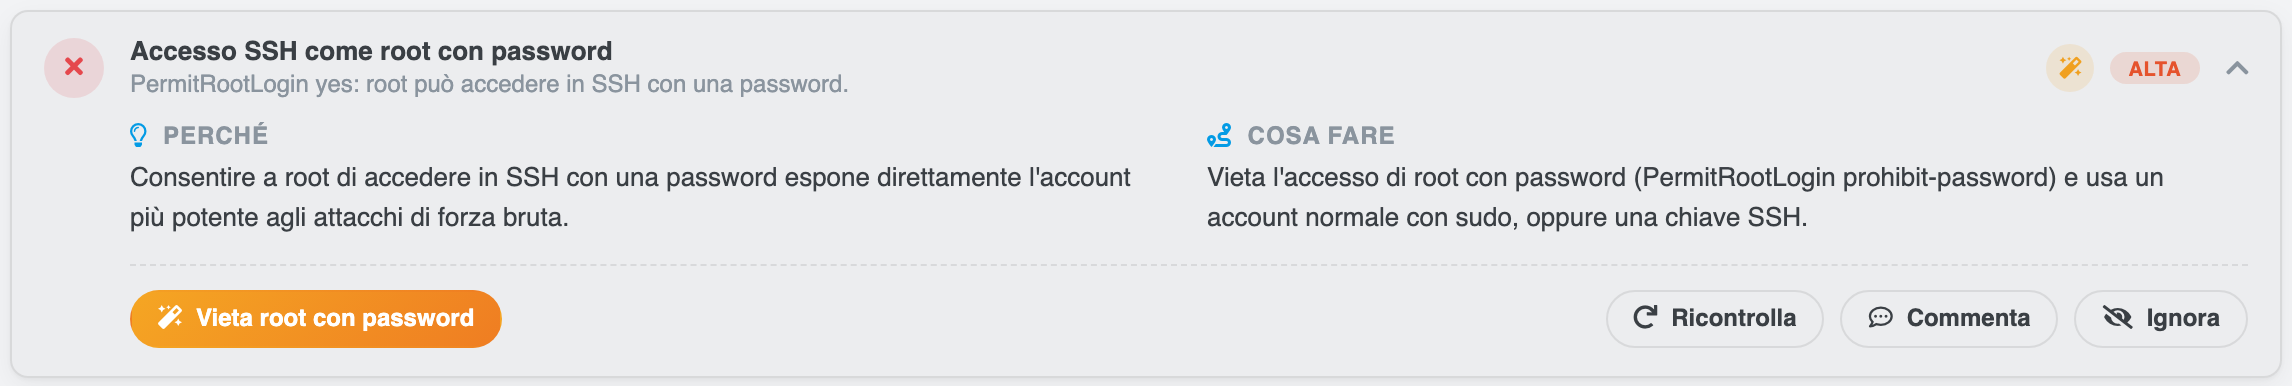 Accesso SSH come root con password
PermitRootLogin yes: root può accedere in SSH con una password.
ALTA
PERCHÉ
Consentire a root di accedere in SSH con una password espone direttamente l'account
più potente agli attacchi di forza bruta.
COSA FARE
Vieta l'accesso di root con password (PermitRootLogin prohibit-password) e usa un
account normale con sudo, oppure una chiave SSH.
Vieta root con password
Ricontrolla
Commenta
Ignora